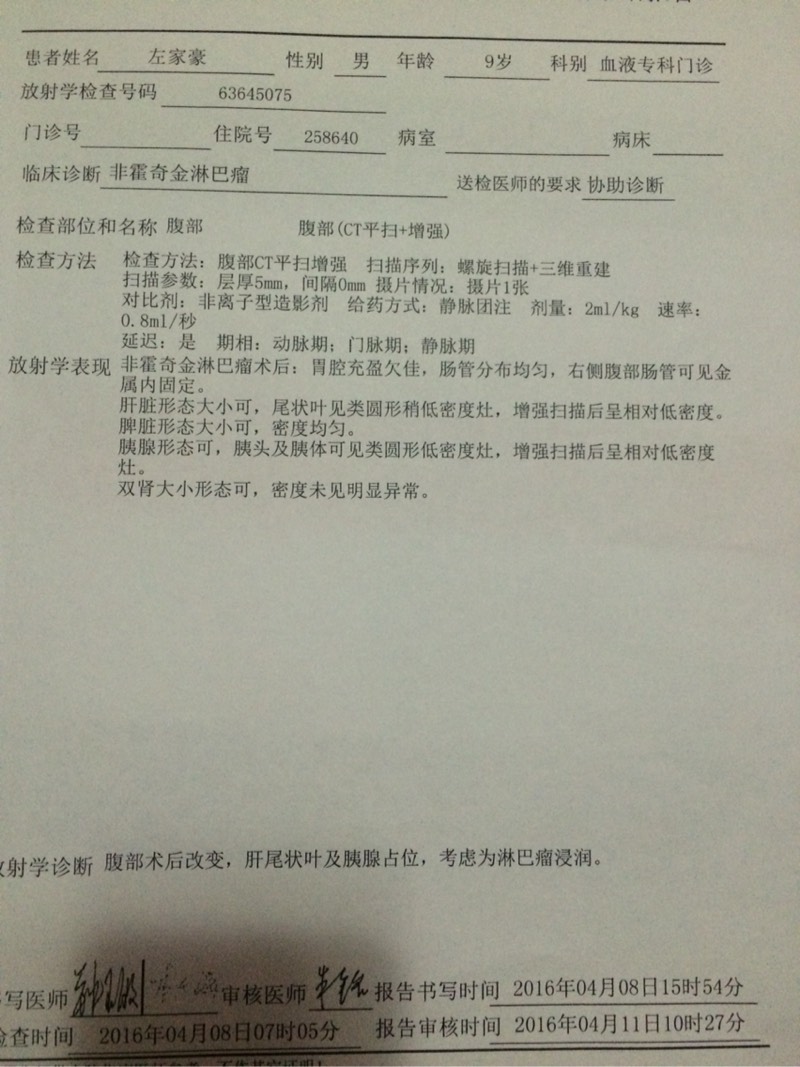 患者姓名 左家豪 性别 男 年龄 9岁 科别 血液专科门诊
放射学检查号码 63645075
门诊号 住院号 258640 病室 病床
临床诊断 非霍奇金淋巴瘤 送检医师的要求 协助诊断
检查部位和名称 腹部 腹部(CT平扫+增强)
检查方法 检查方法：腹部CT平扫增强 扫描序列：螺旋扫描+三维重建
扫描参数：层厚5mm，间隔0mm 摄片情况：摄片1张
对比剂：非离子型造影剂 给药方式：静脉团注 剂量：2ml/kg 速率：
0.8ml/秒
延迟：是 期相：动脉期；门脉期；静脉期
放射学表现 非霍奇金淋巴瘤术后：胃腔充盈欠佳，肠管分布均匀，右侧腹部肠管可见金
属内固定。
肝脏形态大小可，尾状叶见类圆形稍低密度灶，增强扫描后呈相对低密度。
脾脏形态大小可，密度均匀。
胰腺形态可，胰头及胰体可见类圆形低密度灶，增强扫描后呈相对低密度
灶。
双肾大小形态可，密度未见明显异常。
放射学诊断 腹部术后改变，肝尾状叶及胰腺占位，考虑为淋巴瘤浸润。
写医师 审核医师 报告书写时间 2016年04月08日15时54分
检查时间 2016年04月08日07时05分 报告审核时间 2016年04月11日10时27分